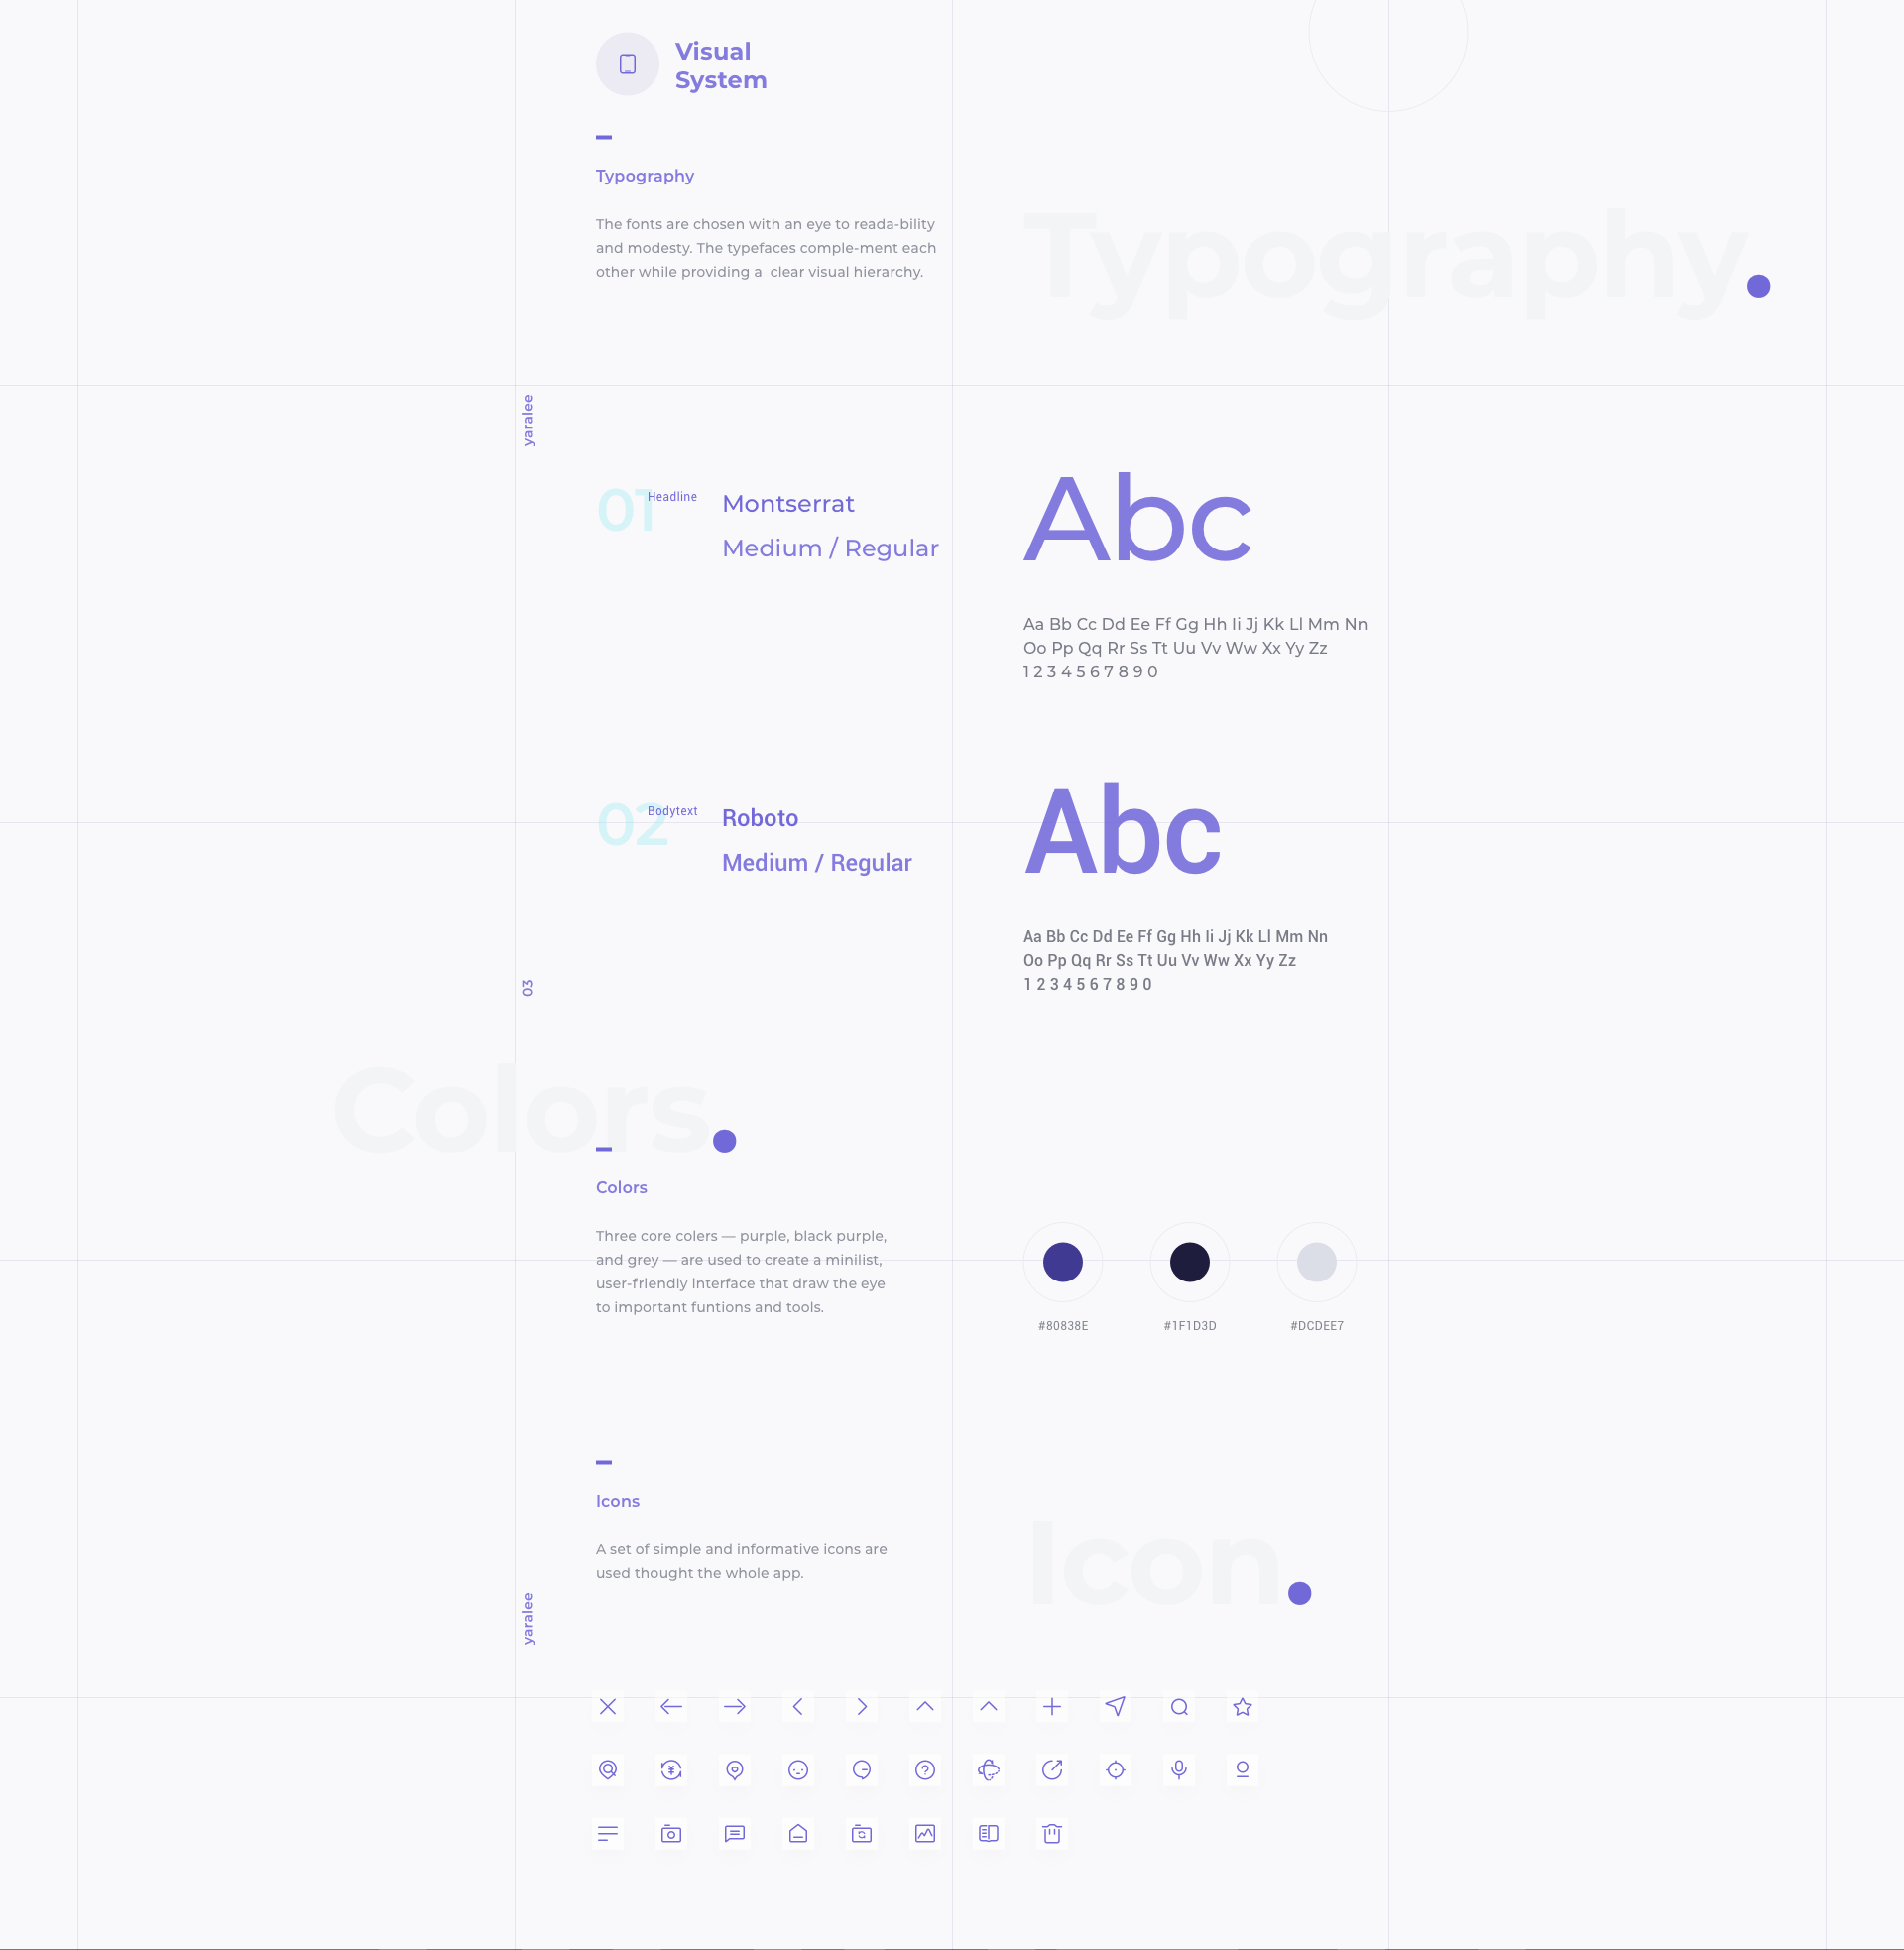 Visual
System
Typography
The fonts are chosen with an eye to reada-bility
and modesty. The typefaces comple-ment each
other while providing a  clear visual hierarchy.
Typography.
yaralee
01
Headline
Montserrat
Medium / Regular
Abc
Aa Bb Cc Dd Ee Ff Gg Hh Ii Jj Kk Ll Mm Nn
Oo Pp Qq Rr Ss Tt Uu Vv Ww Xx Yy Zz
1 2 3 4 5 6 7 8 9 0
02
Bodytext
Roboto
Medium / Regular
Abc
Aa Bb Cc Dd Ee Ff Gg Hh Ii Jj Kk Ll Mm Nn
Oo Pp Qq Rr Ss Tt Uu Vv Ww Xx Yy Zz
1 2 3 4 5 6 7 8 9 0
03
Colors.
Colors
Three core colers — purple, black purple,
and grey — are used to create a minilist,
user-friendly interface that draw the eye
to important funtions and tools.
#80838E
#1F1D3D
#DCDEE7
Icons
A set of simple and informative icons are
used thought the whole app.
Icon.
yaralee